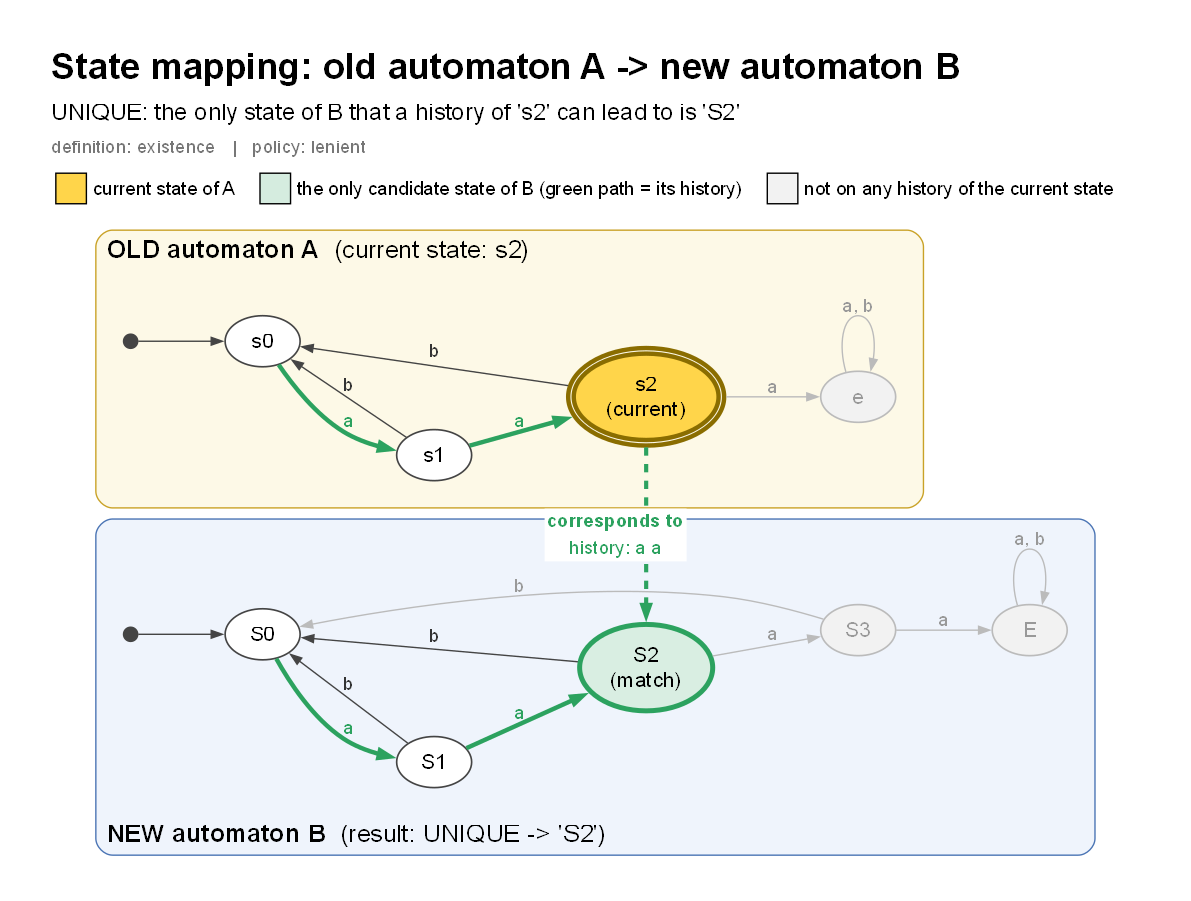 State mapping: old automaton A -> new automaton B
UNIQUE: the only state of B that a history of 's2' can lead to is 'S2'
definition: existence | policy: lenient
current state of A
the only candidate state of B (green path = its history)
not on any history of the current state
OLD automaton A (current state: s2)
a, b
s0
b
s2
(current)
b
a
e
a
a
s1
corresponds to
history: a a
a, b
b
S0
b
S2
(match)
a
S3
a
E
b
a
a
S1
NEW automaton B (result: UNIQUE -> 'S2')